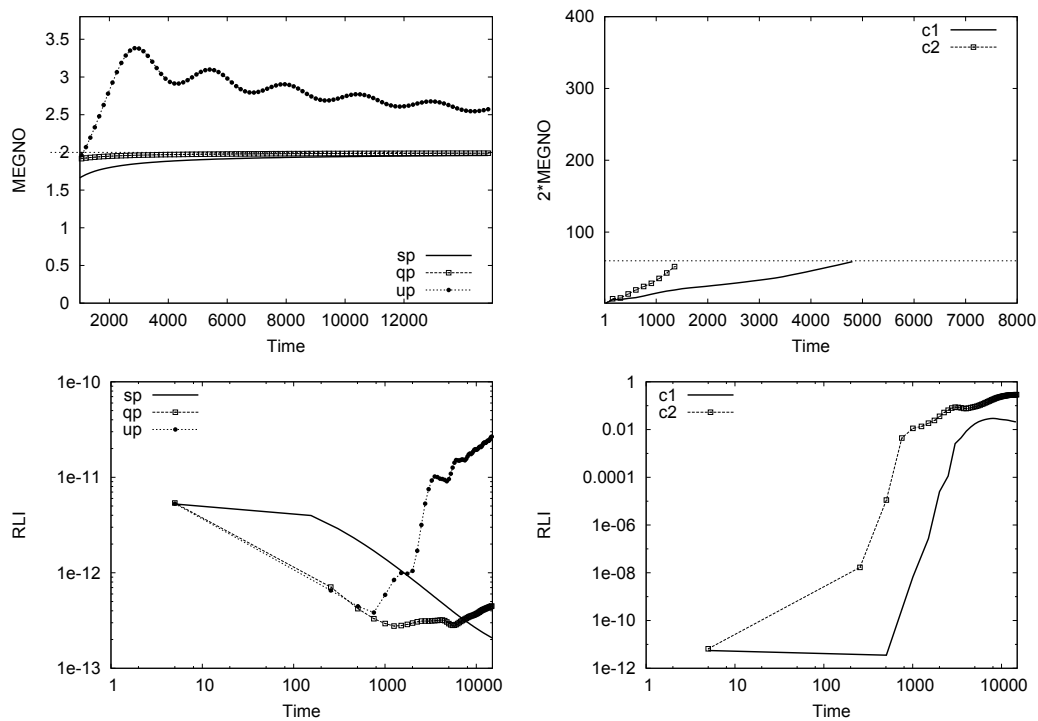 3.5
3
2.5
2
1.5
1
0.5
0
MEGNO
2000 4000 6000 8000 10000 12000
Time
sp
qp
up
400
300
200
100
0
2*MEGNO
1 1000 2000 3000 4000 5000 6000 7000 8000
Time
c1
c2
1e-10
1e-11
1e-12
1e-13
RLI
1 10 100 1000 10000
Time
sp
qp
up
1
0.01
0.0001
1e-06
1e-08
1e-10
1e-12
RLI
1 10 100 1000 10000
Time
c1
c2